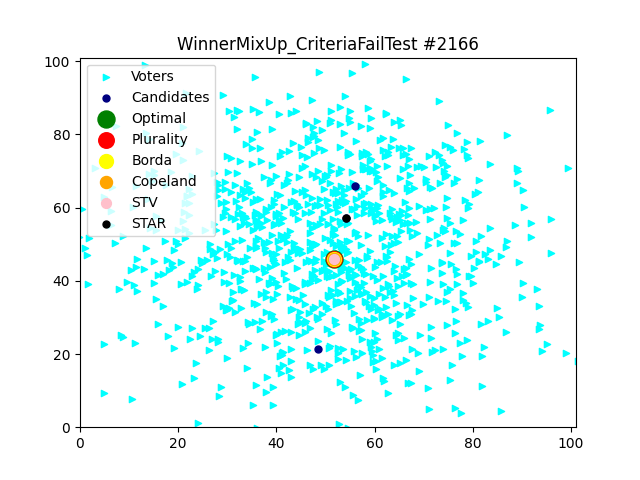 WinnerMixUp_CriteriaFailTest #2166
100
80
60
40
20
0
Voters
Candidates
Optimal
Plurality
Borda
Copeland
STV
STAR
0 20 40 60 80 100